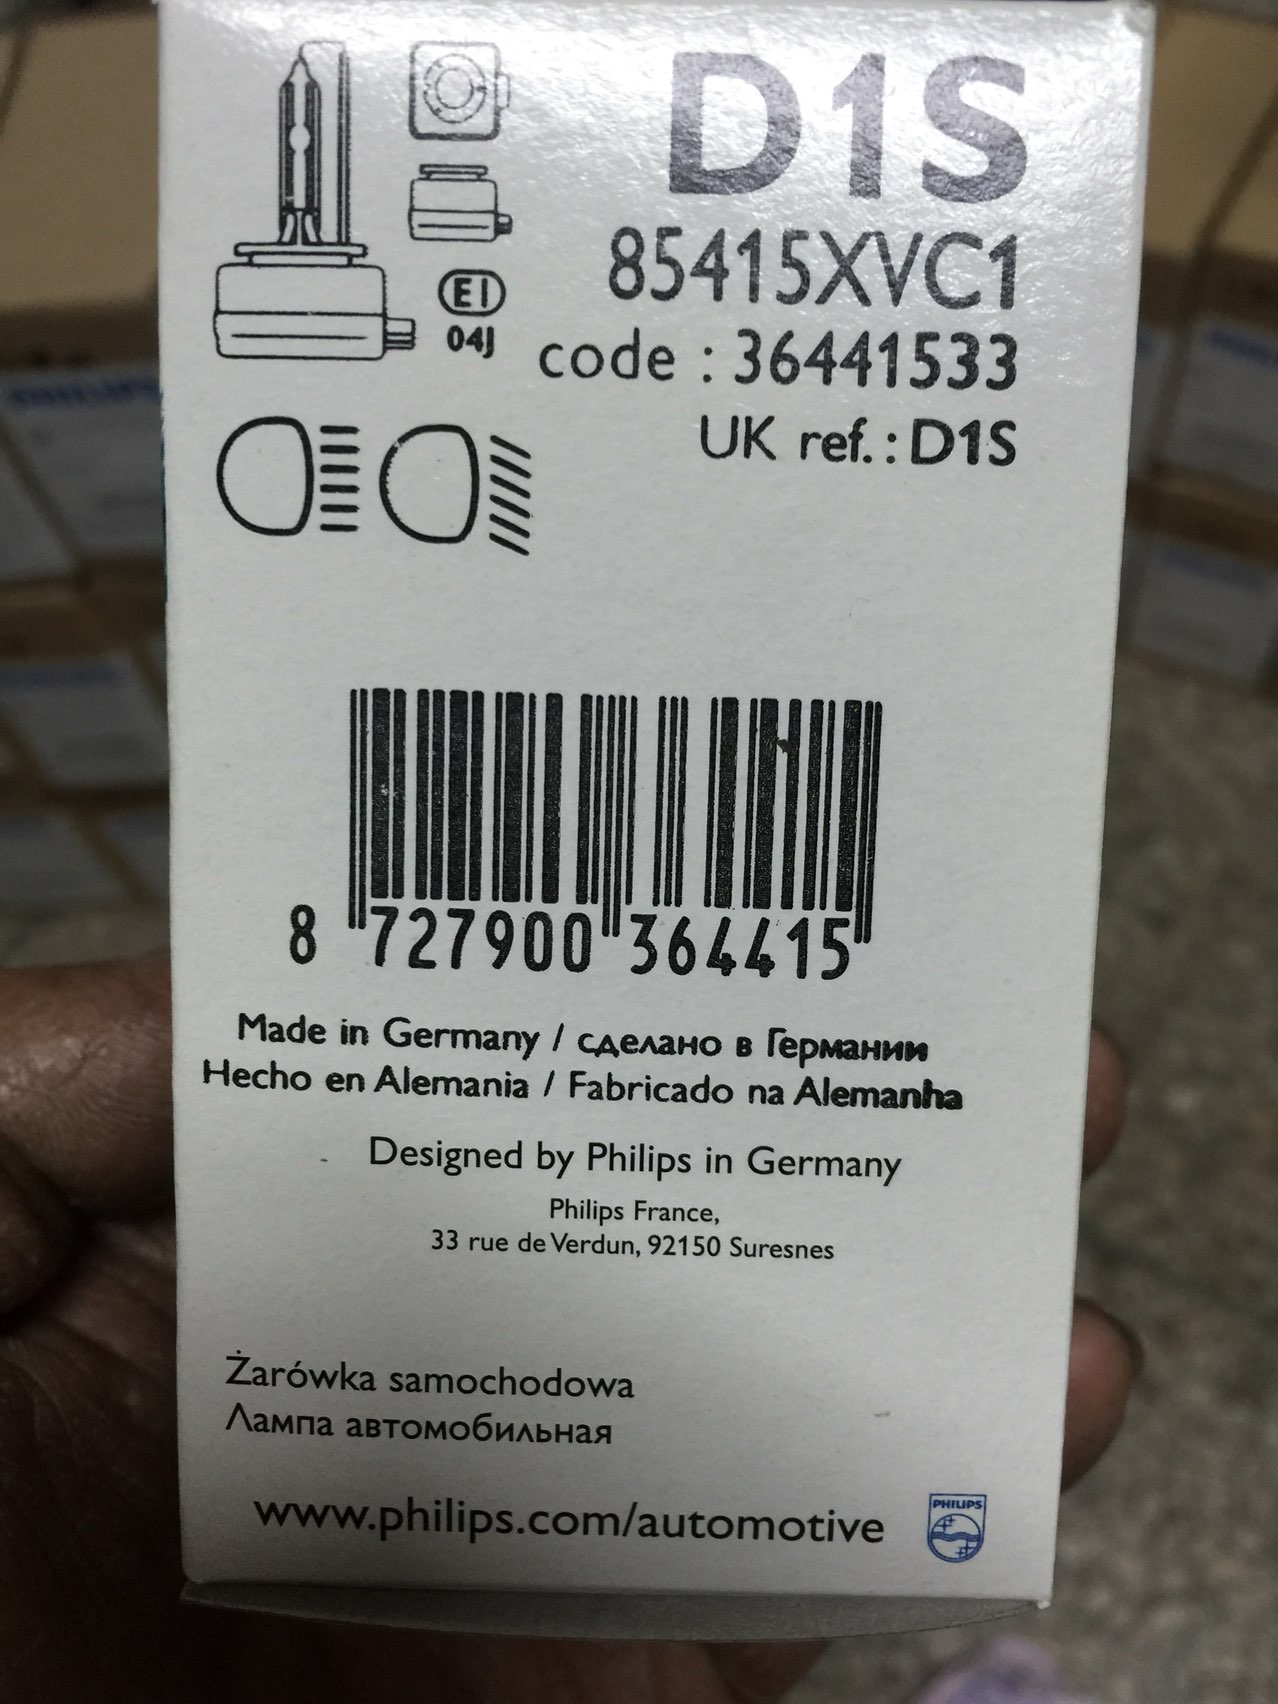 D1S
85415XVC1
E1
04J
code : 36441533
UK ref. : D1S
8 727900 364415
Made in Germany / сделано в Германии
Hecho en Alemania / Fabricado na Alemanha
Designed by Philips in Germany
Philips France,
33 rue de Verdun, 92150 Suresnes
Żarówka samochodowa
Лампа автомобильная
www.philips.com/automotive
PHILIPS